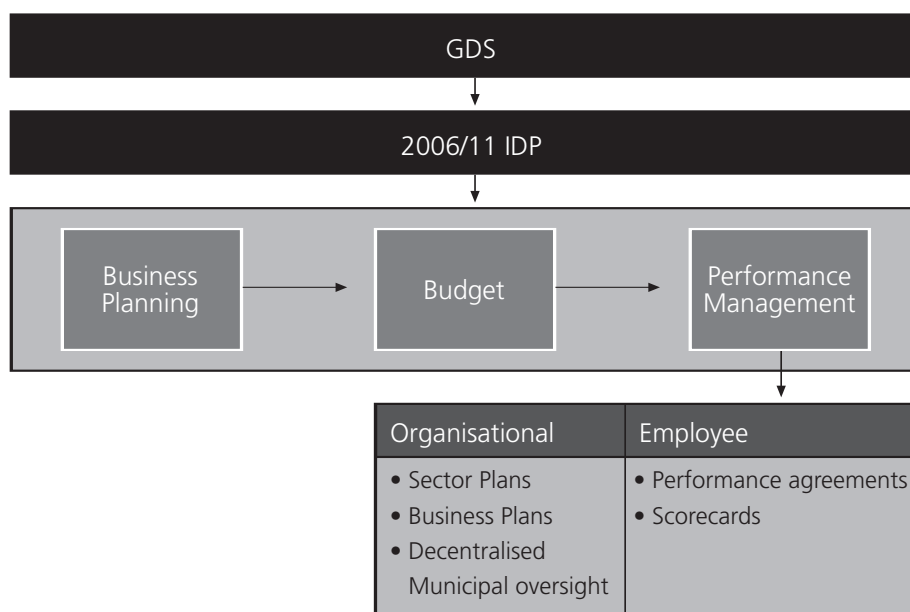 GDS
2006/11 IDP
Business
Planning
Budget
Performance
Management
Organisational
• Sector Plans
• Business Plans
• Decentralised
Municipal oversight
Employee
• Performance agreements
• Scorecards